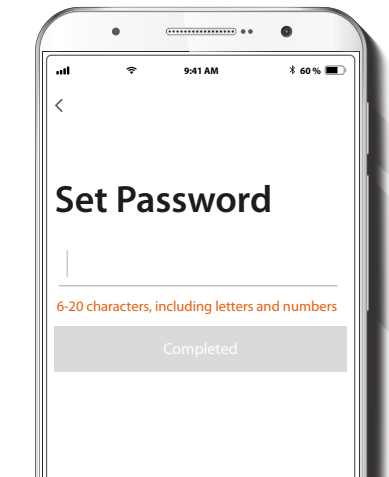 9:41 AM
60 %
Set Password
6-20 characters, including letters and numbers
Completed